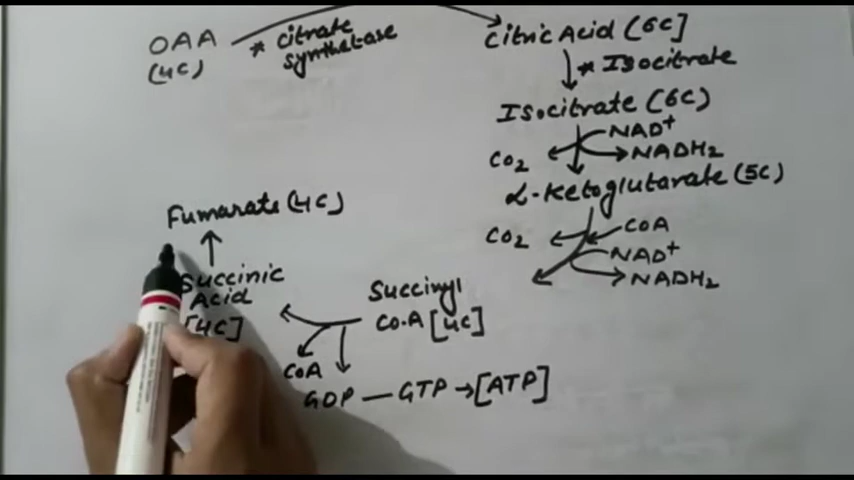 OAA
(4C)
* citrate
synthetase
Citric Acid (6C]
* Isocitrate
Isocitrate (6C)
NAD+
CO2
NADH2
α-Ketoglutarate (5C)
CoA
CO2
NAD+
NADH2
Succinyl
CO-A [4C]
CoA
GDP — GTP → [ATP]
Succinic
Acid
[4C]
Fumarate (4C)